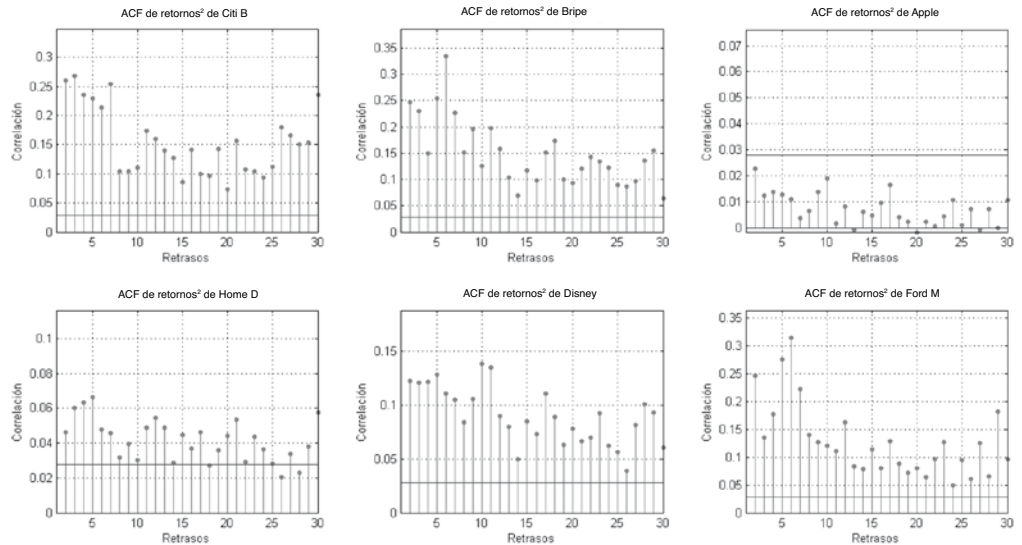 ACF de retornos² de Citi B
Correlación
0.3
0.25
0.2
0.15
0.1
0.05
0
5 10 15 20 25 30
Retrasos
ACF de retornos² de Bripe
Correlación
0.35
0.3
0.25
0.2
0.15
0.1
0.05
0
5 10 15 20 25 30
Retrasos
ACF de retornos² de Apple
Correlación
0.07
0.06
0.05
0.04
0.03
0.02
0.01
0
5 10 15 20 25 30
Retrasos
ACF de retornos² de Home D
Correlación
0.1
0.08
0.06
0.04
0.02
0
5 10 15 20 25 30
Retrasos
ACF de retornos² de Disney
Correlación
0.15
0.1
0.05
0
5 10 15 20 25 30
Retrasos
ACF de retornos² de Ford M
Correlación
0.35
0.3
0.25
0.2
0.15
0.1
0.05
0
5 10 15 20 25 30
Retrasos